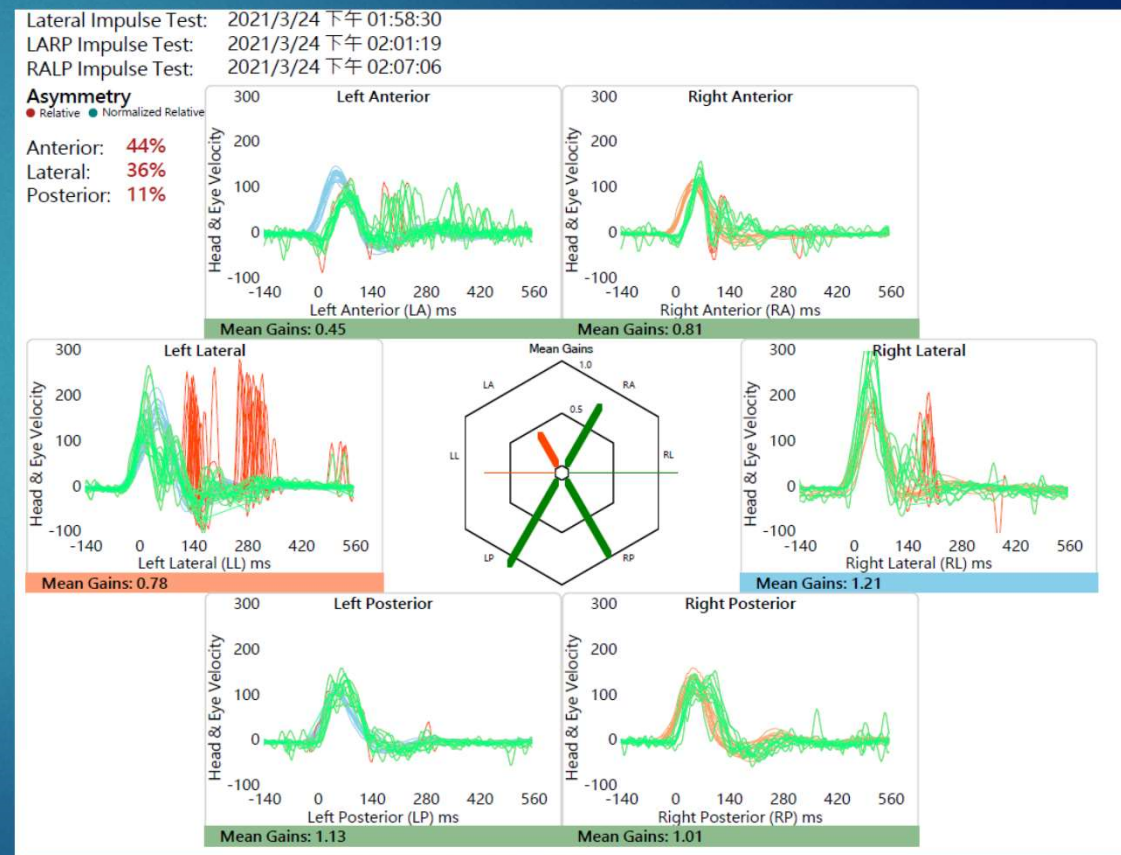 Lateral Impulse Test: 2021/3/24 下午 01:58:30
LARP Impulse Test: 2021/3/24 下午 02:01:19
RALP Impulse Test: 2021/3/24 下午 02:07:06
Asymmetry
Relative Normalized Relative
Anterior: 44%
Lateral: 36%
Posterior: 11%
Left Anterior
Head & Eye Velocity
300
200
100
0
-100
-140 0 140 280 420 560
Left Anterior (LA) ms
Mean Gains: 0.45
Right Anterior
Head & Eye Velocity
300
200
100
0
-100
-140 0 140 280 420 560
Right Anterior (RA) ms
Mean Gains: 0.81
Left Lateral
Head & Eye Velocity
300
200
100
0
-100
-140 0 140 280 420 560
Left Lateral (LL) ms
Mean Gains: 0.78
Mean Gains
1.0
LA RA
0.5
LL RL
LP RP
Right Lateral
Head & Eye Velocity
300
200
100
0
-100
-140 0 140 280 420 560
Right Lateral (RL) ms
Mean Gains: 1.21
Left Posterior
Head & Eye Velocity
300
200
100
0
-100
-140 0 140 280 420 560
Left Posterior (LP) ms
Mean Gains: 1.13
Right Posterior
Head & Eye Velocity
300
200
100
0
-100
-140 0 140 280 420 560
Right Posterior (RP) ms
Mean Gains: 1.01